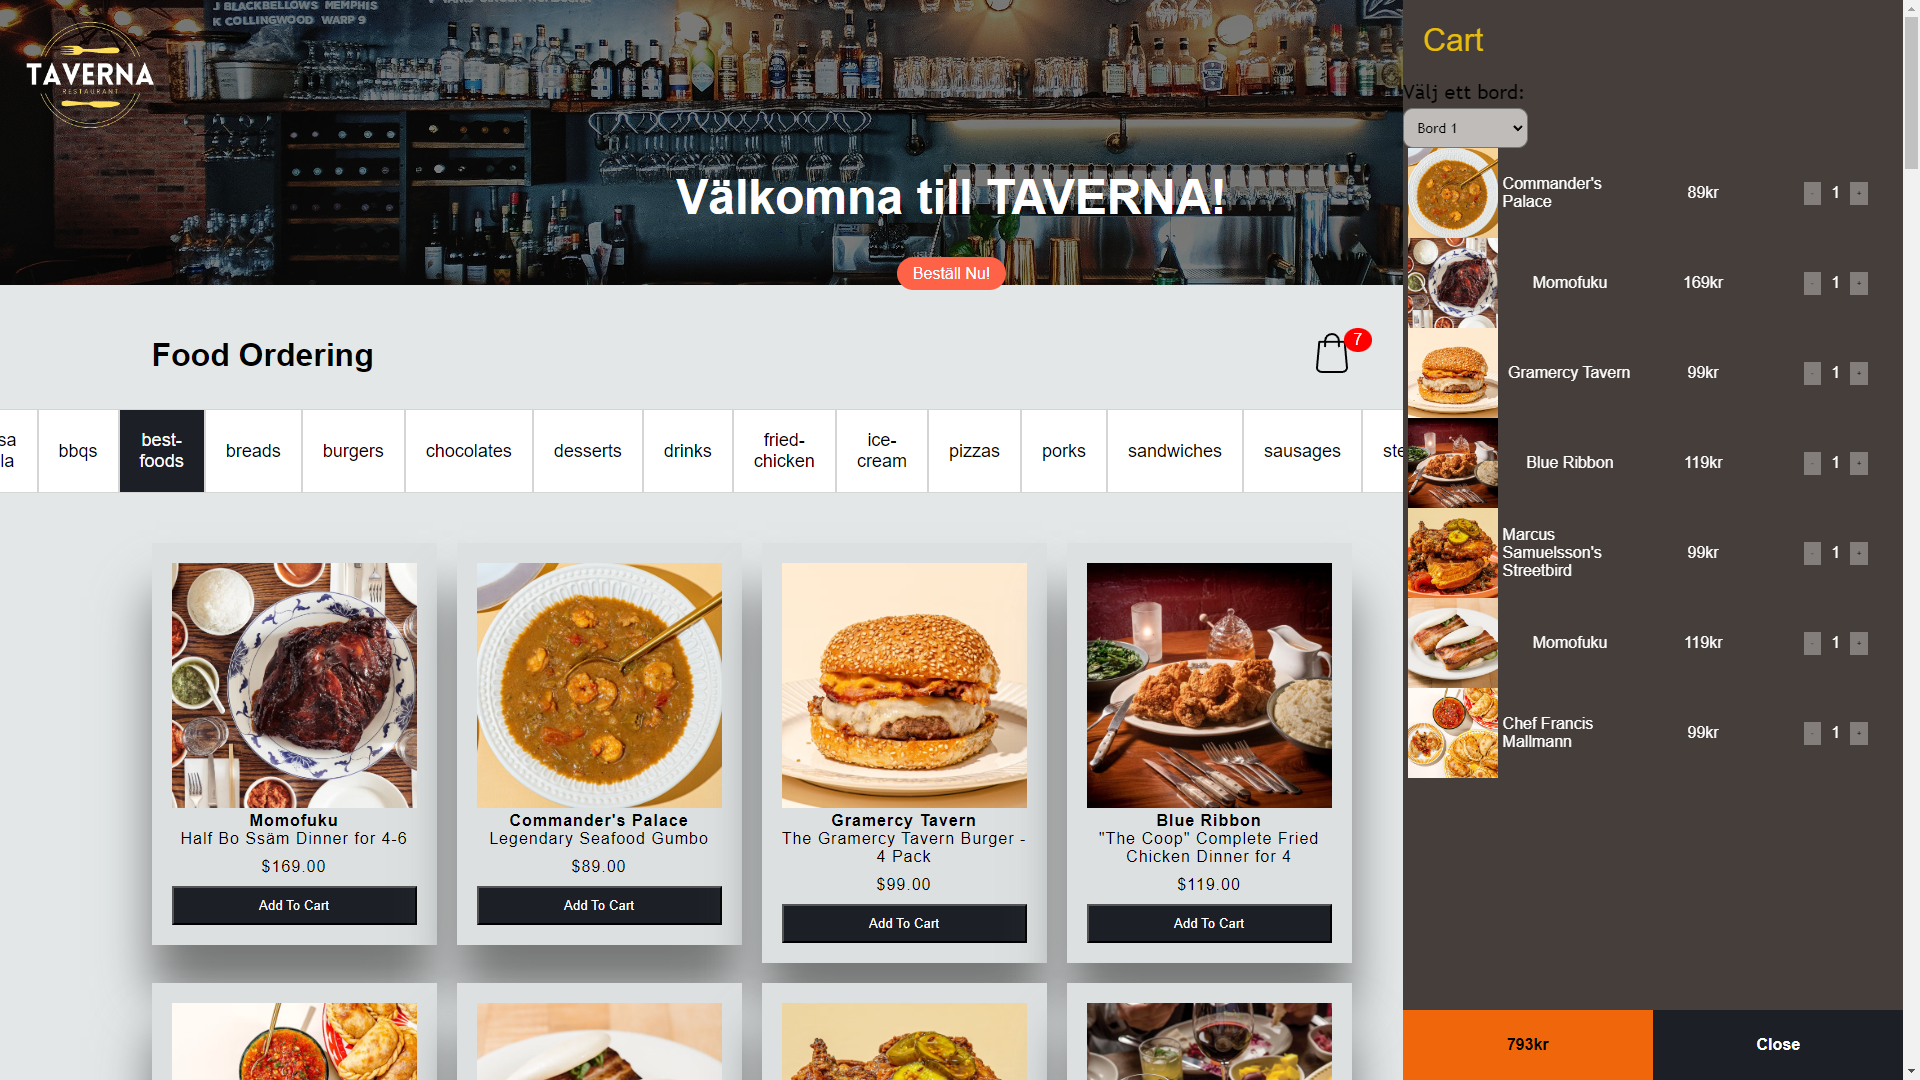 J BLACKBELLOWS MEMPHIS
K COLLINGWOOD WARP 9
TAVERNA
RESTAURANT
Välkomna till TAVERNA!
Beställ Nu!
Food Ordering
7
bbqs
best-
foods
breads
burgers
chocolates
desserts
drinks
fried-
chicken
ice-
cream
pizzas
porks
sandwiches
sausages
Momofuku
Half Bo Ssäm Dinner for 4-6
$169.00
Add To Cart
Commander's Palace
Legendary Seafood Gumbo
$89.00
Add To Cart
Gramercy Tavern
The Gramercy Tavern Burger -
4 Pack
$99.00
Add To Cart
Blue Ribbon
"The Coop" Complete Fried
Chicken Dinner for 4
$119.00
Add To Cart
Cart
Välj ett bord:
Bord 1
Commander's
Palace
89kr
- 1 +
Momofuku
169kr
- 1 +
Gramercy Tavern
99kr
- 1 +
Blue Ribbon
119kr
- 1 +
Marcus
Samuelsson's
Streetbird
99kr
- 1 +
Momofuku
119kr
- 1 +
Chef Francis
Mallmann
99kr
- 1 +
793kr
Close